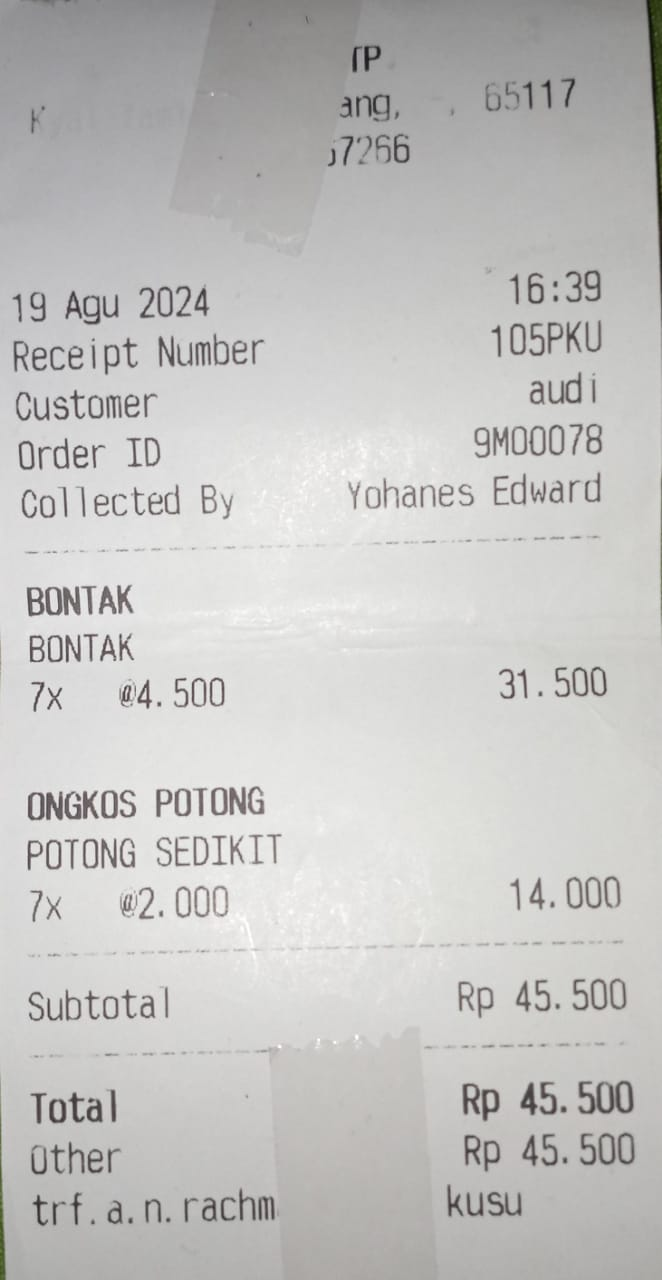 TP
ang, -, 65117
57266
19 Agu 2024 16:39
Receipt Number 105PKU
Customer audi
Order ID 9M00078
Collected By Yohanes Edward
BONTAK
BONTAK
7x @4.500 31.500
ONGKOS POTONG
POTONG SEDIKIT
7x @2.000 14.000
Subtotal Rp 45.500
Total Rp 45.500
Other Rp 45.500
trf.a.n.rachm kusu